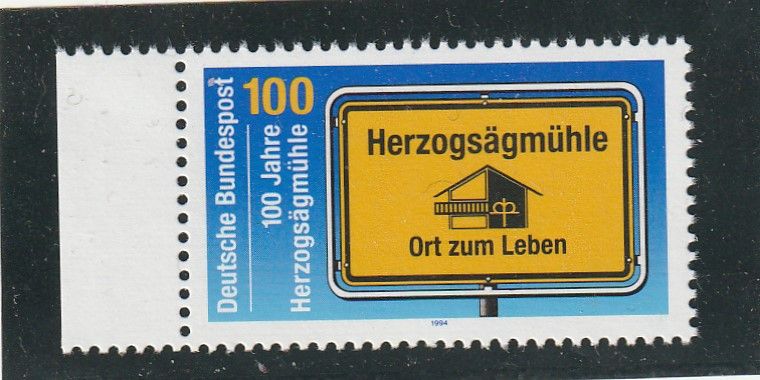 Deutsche Bundespost
100
100 Jahre
Herzogsägmühle
Herzogsägmühle
Ort zum Leben
1994